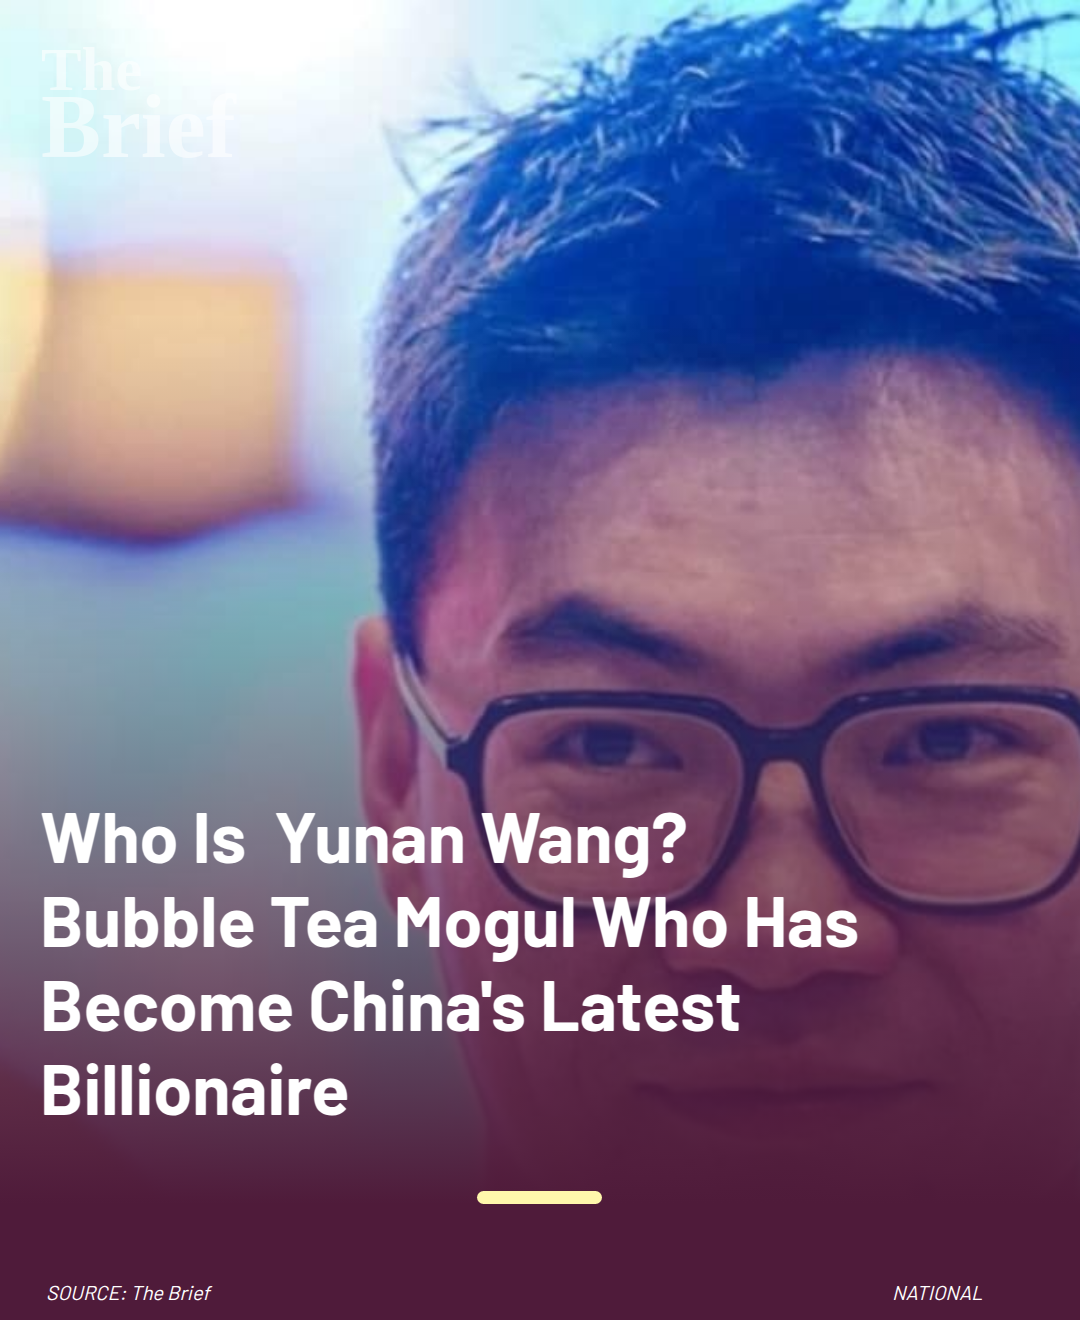 The
Brief
Who Is  Yunan Wang?
Bubble Tea Mogul Who Has
Become China's Latest
Billionaire
SOURCE: The Brief
NATIONAL